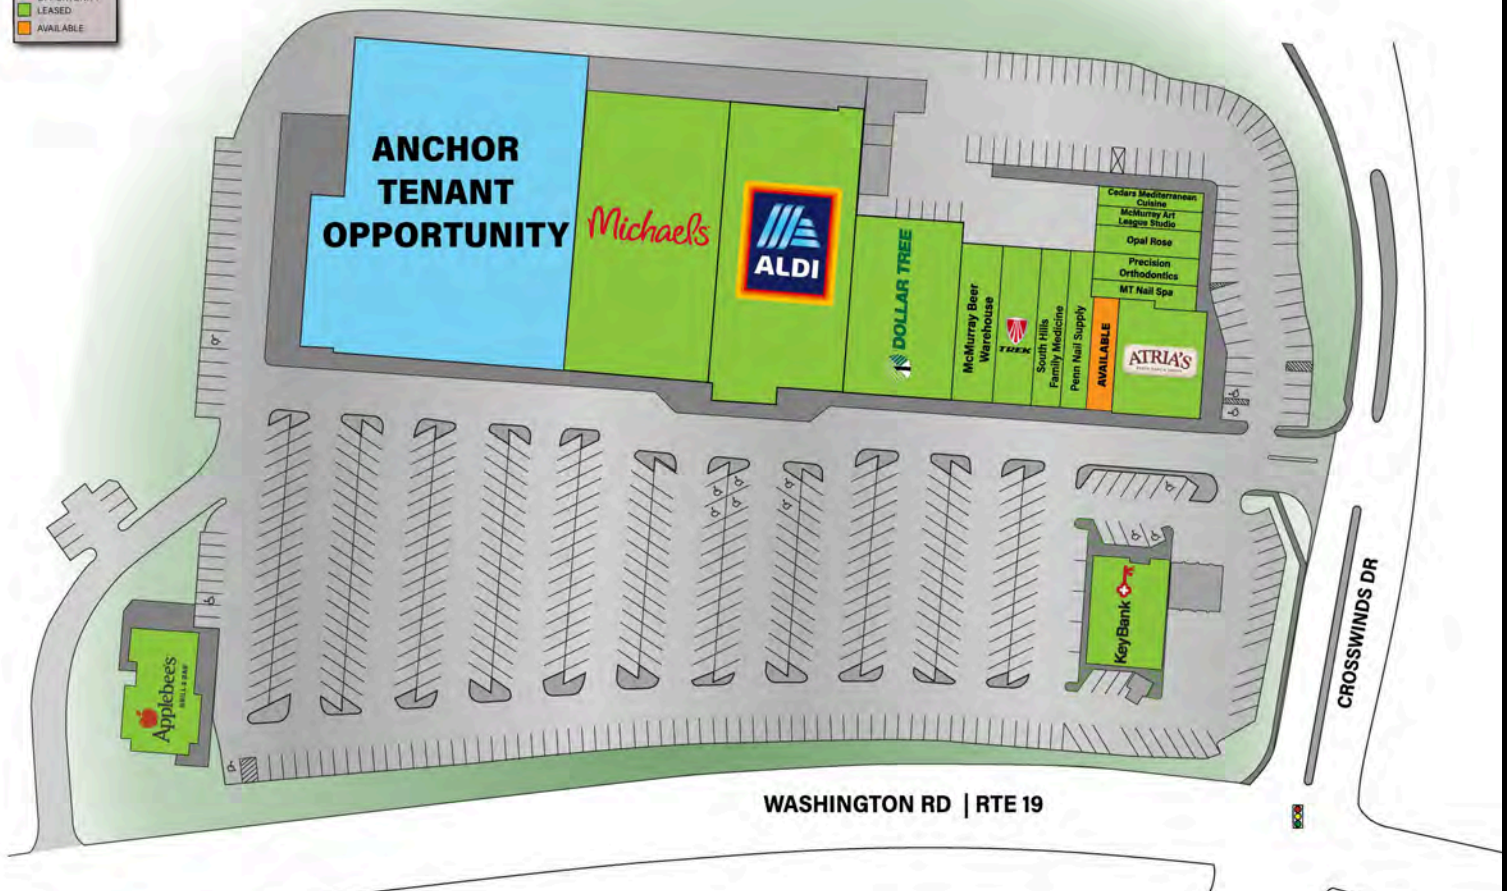 LEASED
AVAILABLE
ANCHOR
TENANT
OPPORTUNITY
Michaels
ALDI
DOLLAR TREE
McMurray Beer
Warehouse
TREK
South Hills
Family Medicine
Penn Nail Supply
AVAILABLE
Cedars Mediterranean
Cuisine
McMurray Art
League Studio
Opal Rose
Precision
Orthodontics
MT Nail Spa
ATRIA'S
KeyBank
Applebee's
GRILL & BAR
CROSSWINDS DR
WASHINGTON RD | RTE 19